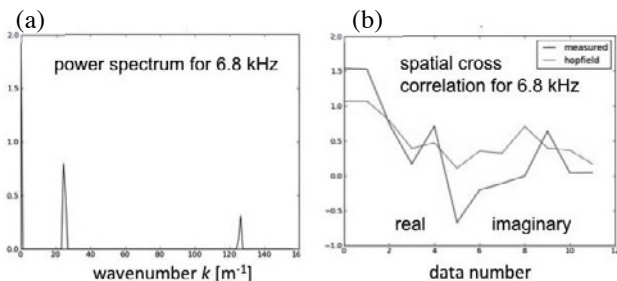 (a)
(b)
power spectrum for 6.8 kHz
2.0
1.5
1.0
0.5
0.0
0 20 40 60 80 100 120 140 160
wavenumber k [m⁻¹]
measured
hopfield
spatial cross
correlation for 6.8 kHz
2.0
1.5
1.0
0.5
0.0
−0.5
−1.0
real imaginary
0 2 4 6 8 10 12
data number